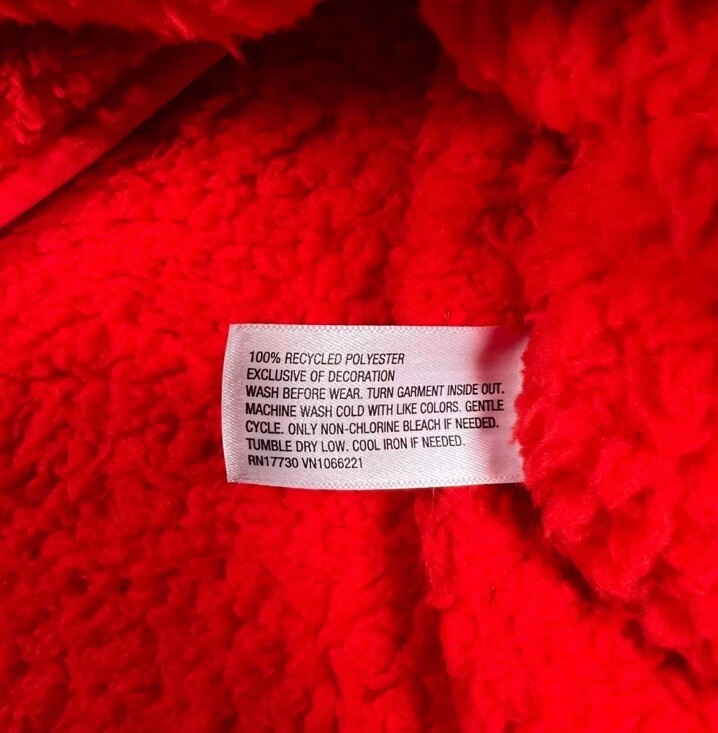 100% RECYCLED POLYESTER
EXCLUSIVE OF DECORATION
WASH BEFORE WEAR. TURN GARMENT INSIDE OUT.
MACHINE WASH COLD WITH LIKE COLORS. GENTLE
CYCLE. ONLY NON-CHLORINE BLEACH IF NEEDED.
TUMBLE DRY LOW. COOL IRON IF NEEDED.
RN17730 VN1066221